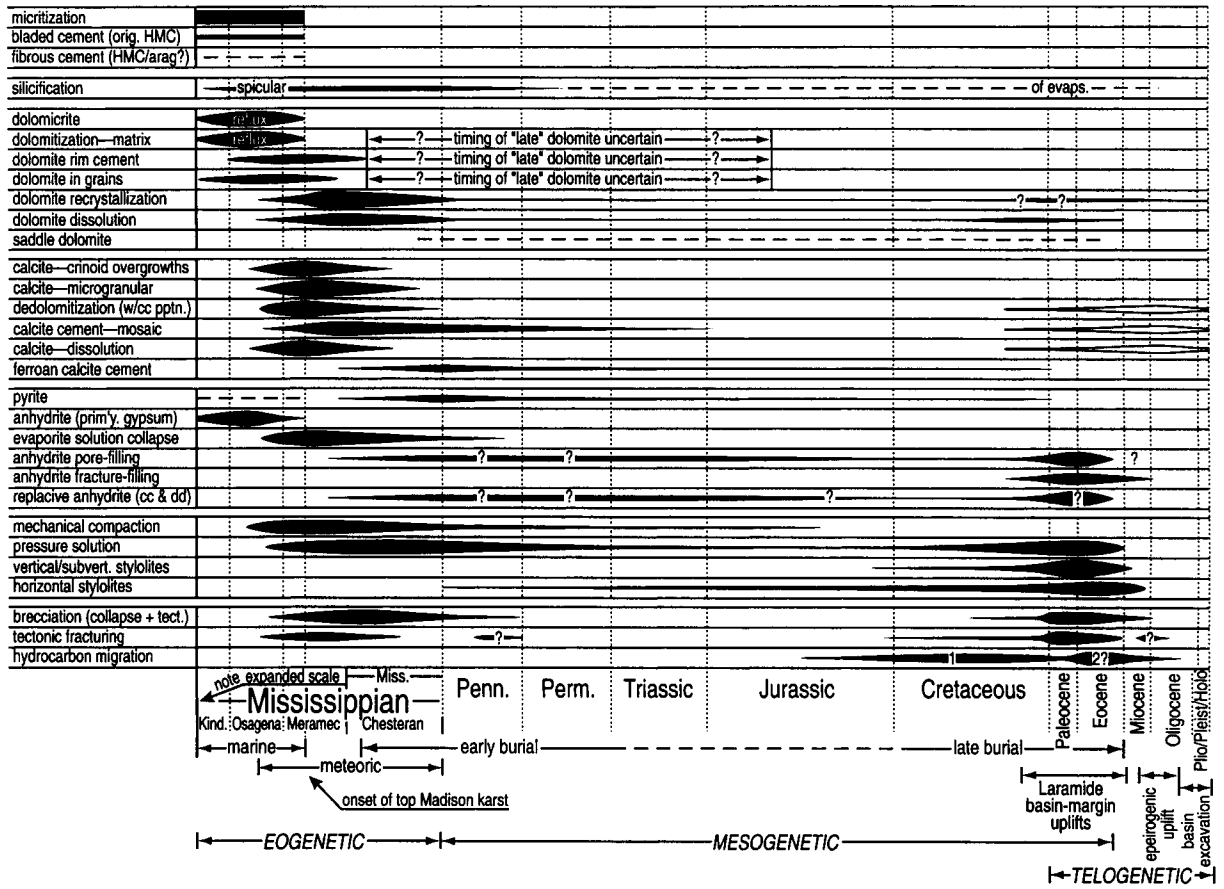 micritization
bladed cement (orig. HMC)
fibrous cement (HMC/arag?)
silicification
spicular
of evaps.
dolomicrite
reflux
dolomitization—matrix
reflux
? timing of "late" dolomite uncertain ?
dolomite rim cement
? timing of "late" dolomite uncertain ?
dolomite in grains
? timing of "late" dolomite uncertain ?
dolomite recrystallization
? ?
dolomite dissolution
saddle dolomite
calcite—crinoid overgrowths
calcite—microgranular
dedolomitization (w/cc pptn.)
calcite cement—mosaic
calcite—dissolution
ferroan calcite cement
pyrite
anhydrite (prim'y. gypsum)
evaporite solution collapse
anhydrite pore-filling
? ? ?
anhydrite fracture-filling
replacive anhydrite (cc & dd)
? ? ? ?
mechanical compaction
pressure solution
vertical/subvert. stylolites
horizontal stylolites
brecciation (collapse + tect.)
tectonic fracturing
? ?
hydrocarbon migration
1 2?
note expanded scale
Miss.
Mississippian
Penn.
Perm.
Triassic
Jurassic
Cretaceous
Paleocene
Eocene
Miocene
Oligocene
Plio/Pleist/Holo
Kind.
Osagena
Meramec
Chesteran
marine
early burial
late burial
meteoric
onset of top Madison karst
Laramide
basin-margin
uplifts
epeirogenic
uplift
basin
excavation
EOGENETIC
MESOGENETIC
TELOGENETIC